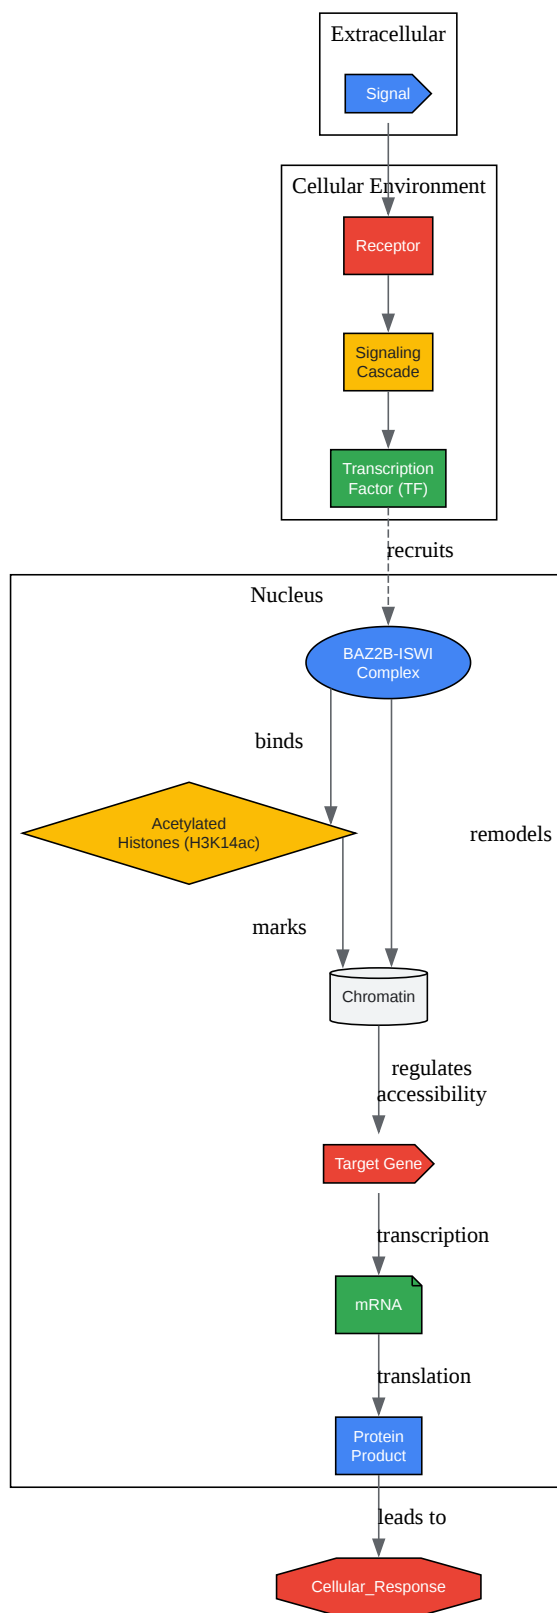 Extracellular
Signal
Cellular Environment
Receptor
Signaling
Cascade
Transcription
Factor (TF)
recruits
Nucleus
BAZ2B-ISWI
Complex
binds
Acetylated
Histones (H3K14ac)
remodels
marks
Chromatin
regulates
accessibility
Target Gene
transcription
mRNA
translation
Protein
Product
leads to
Cellular_Response